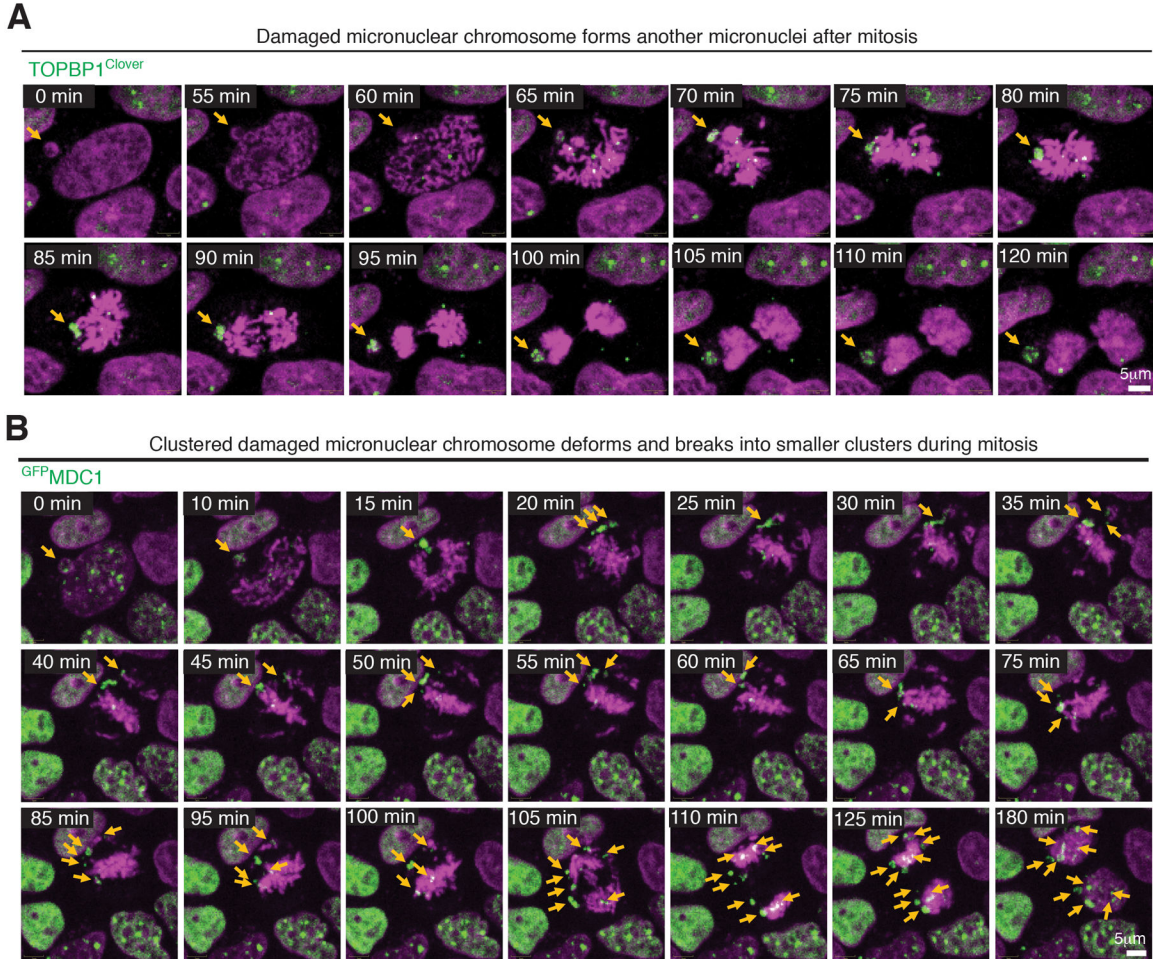 A
Damaged micronuclear chromosome forms another micronuclei after mitosis
TOPBP1Clover
0 min
55 min
60 min
65 min
70 min
75 min
80 min
85 min
90 min
95 min
100 min
105 min
110 min
120 min
5μm
B
Clustered damaged micronuclear chromosome deforms and breaks into smaller clusters during mitosis
GFPMDC1
0 min
10 min
15 min
20 min
25 min
30 min
35 min
40 min
45 min
50 min
55 min
60 min
65 min
75 min
85 min
95 min
100 min
105 min
110 min
125 min
180 min
5μm